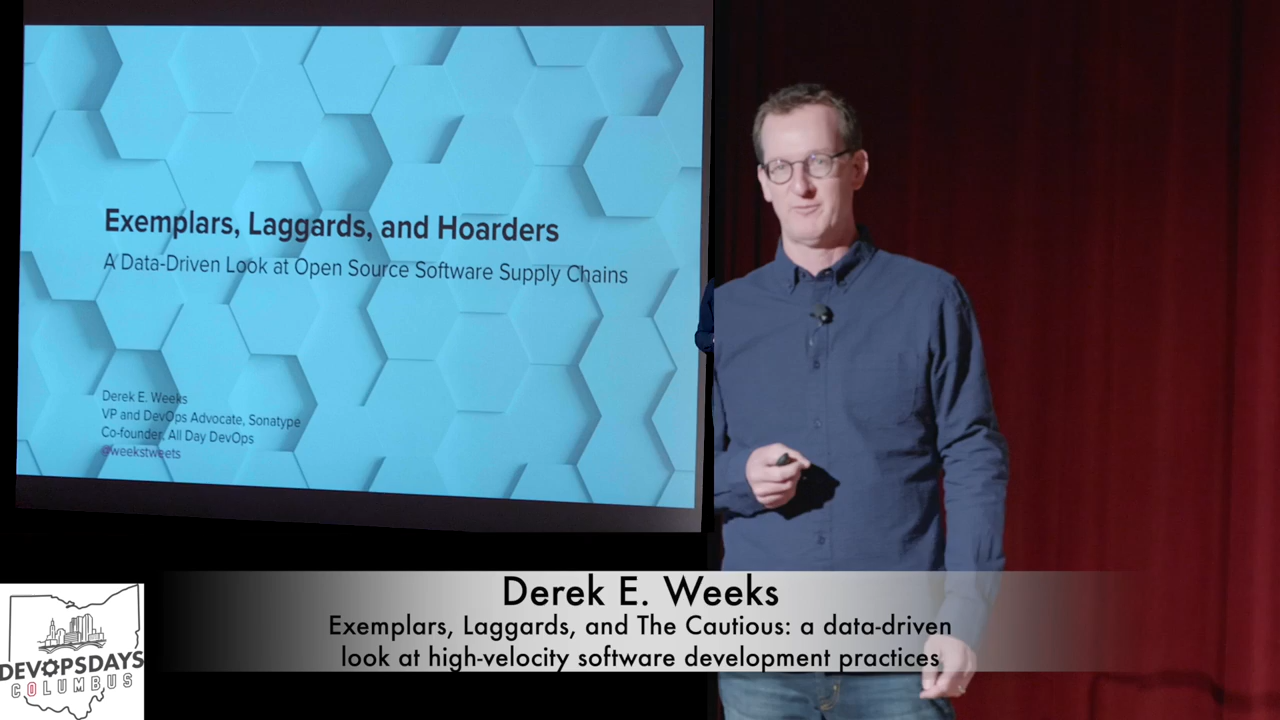 Exemplars, Laggards, and Hoarders
A Data-Driven Look at Open Source Software Supply Chains
Derek E. Weeks
VP and DevOps Advocate, Sonatype
Co-founder, All Day DevOps
@weekstweets
Derek E. Weeks
Exemplars, Laggards, and The Cautious: a data-driven
look at high-velocity software development practices
DEVOPSDAYS
COLUMBUS